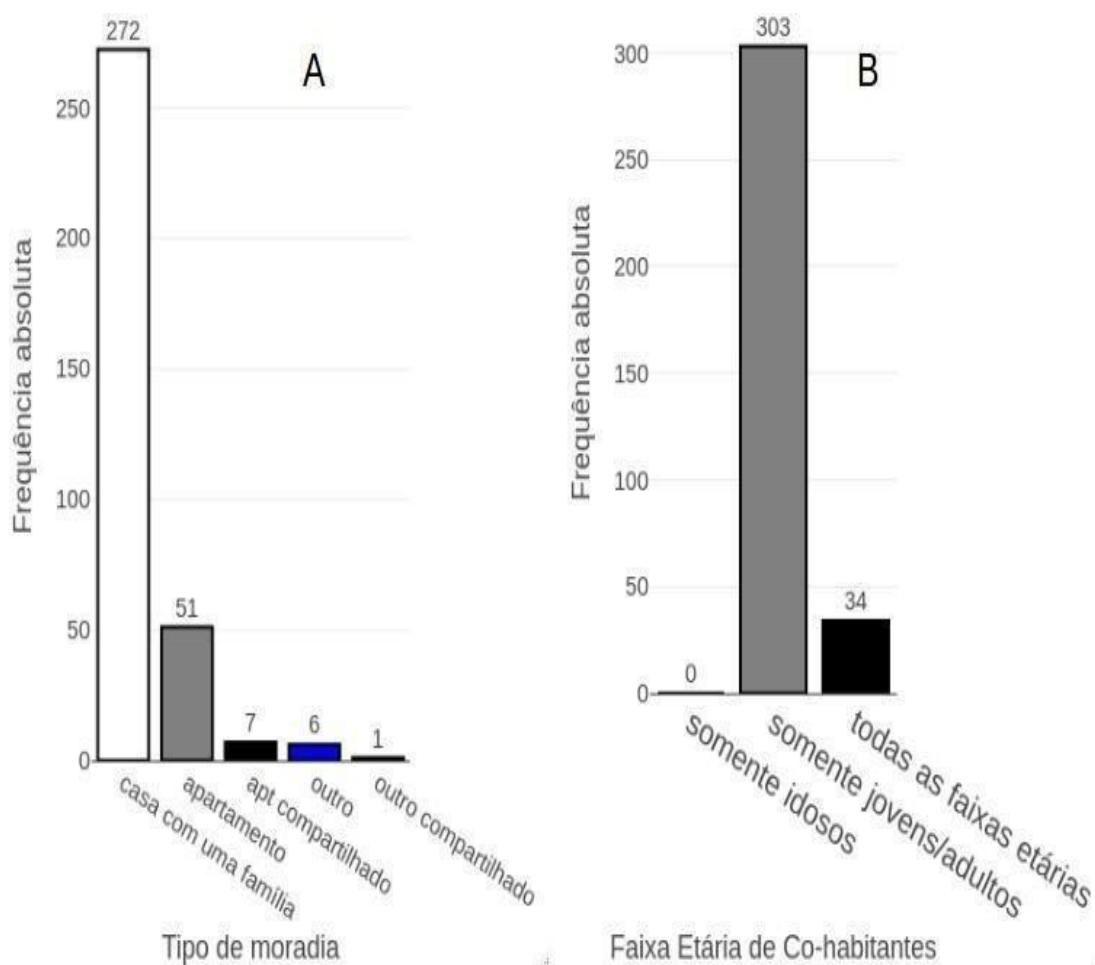 272
A
250
200
150
100
50
0
Frequência absoluta
51
7
6
1
casa com uma família
apartamento
apt compartilhado
outro
outro compartilhado
Tipo de moradia
303
B
300
250
200
150
100
50
0
Frequência absoluta
0
34
somente idosos
somente jovens/adultos
todas as faixas etárias
Faixa Etária de Co-habitantes